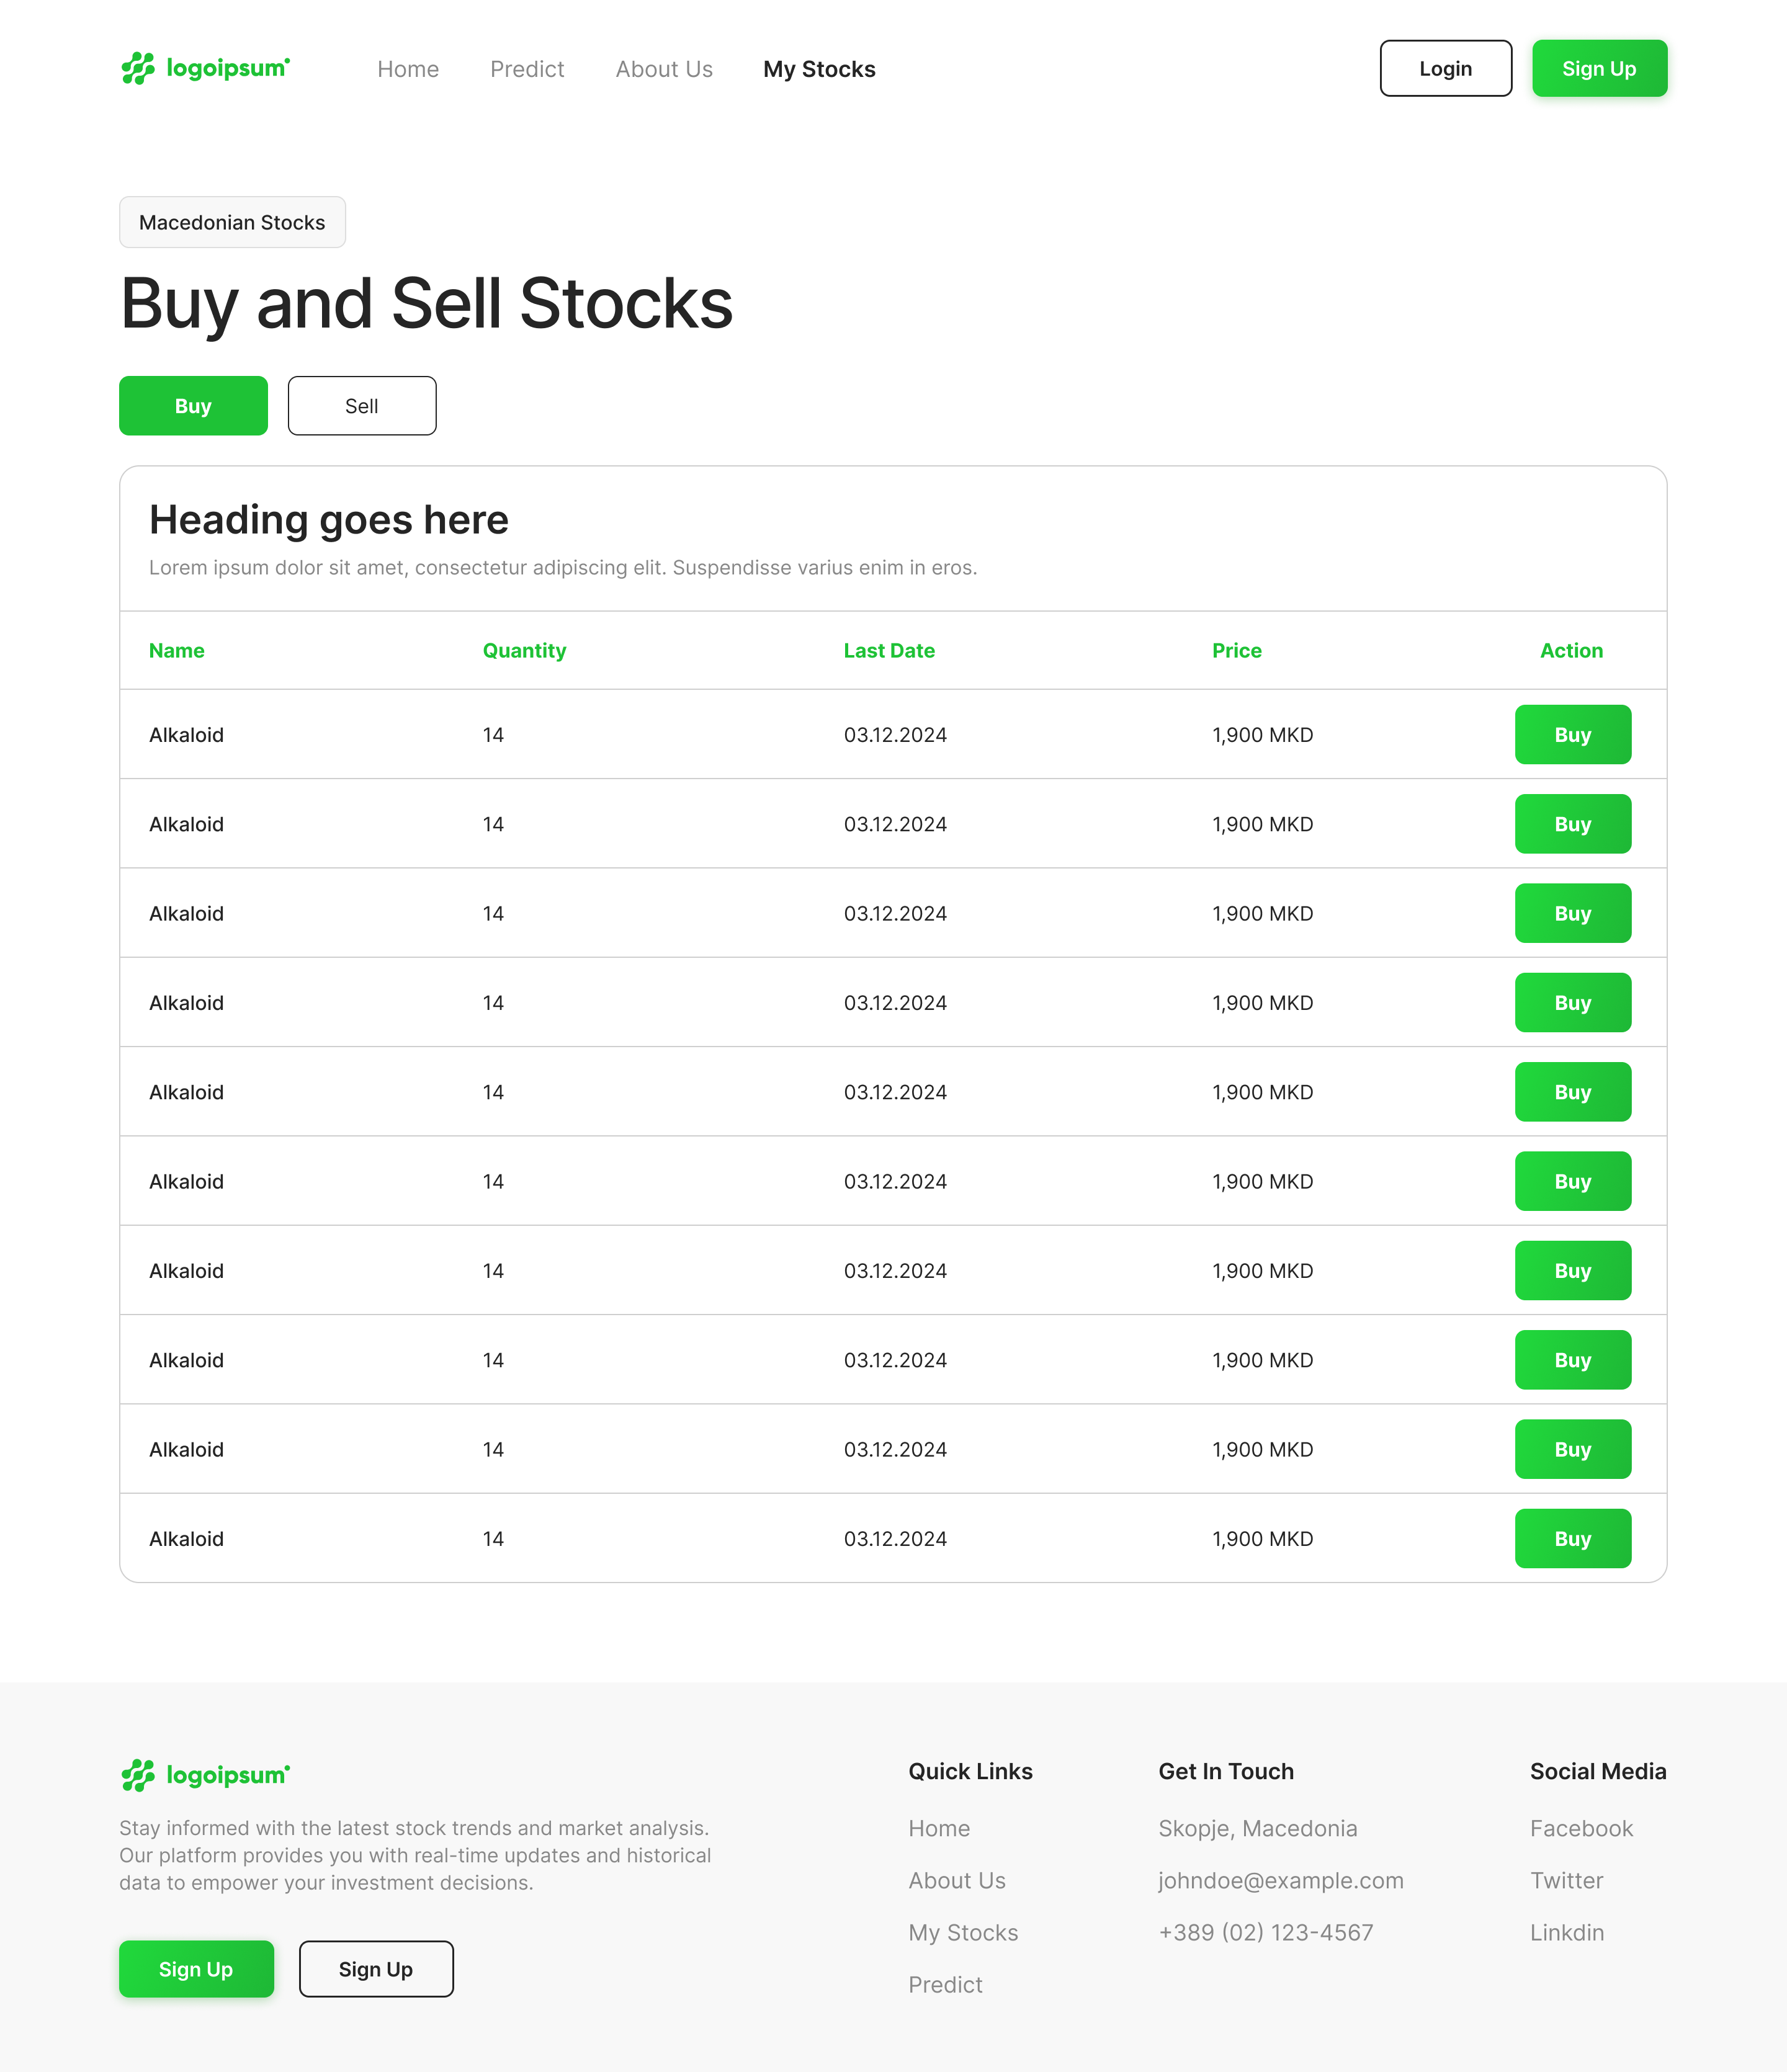 logoipsum
Home Predict About Us My Stocks Login Sign Up
Macedonian Stocks
Buy and Sell Stocks
Buy Sell
Heading goes here
Lorem ipsum dolor sit amet, consectetur adipiscing elit. Suspendisse varius enim in eros.
Name Quantity Last Date Price Action
Alkaloid 14 03.12.2024 1,900 MKD Buy
Alkaloid 14 03.12.2024 1,900 MKD Buy
Alkaloid 14 03.12.2024 1,900 MKD Buy
Alkaloid 14 03.12.2024 1,900 MKD Buy
Alkaloid 14 03.12.2024 1,900 MKD Buy
Alkaloid 14 03.12.2024 1,900 MKD Buy
Alkaloid 14 03.12.2024 1,900 MKD Buy
Alkaloid 14 03.12.2024 1,900 MKD Buy
Alkaloid 14 03.12.2024 1,900 MKD Buy
Alkaloid 14 03.12.2024 1,900 MKD Buy
logoipsum
Stay informed with the latest stock trends and market analysis.
Our platform provides you with real-time updates and historical
data to empower your investment decisions.
Sign Up Sign Up
Quick Links
Home
About Us
My Stocks
Predict
Get In Touch
Skopje, Macedonia
johndoe@example.com
+389 (02) 123-4567
Social Media
Facebook
Twitter
Linkdin